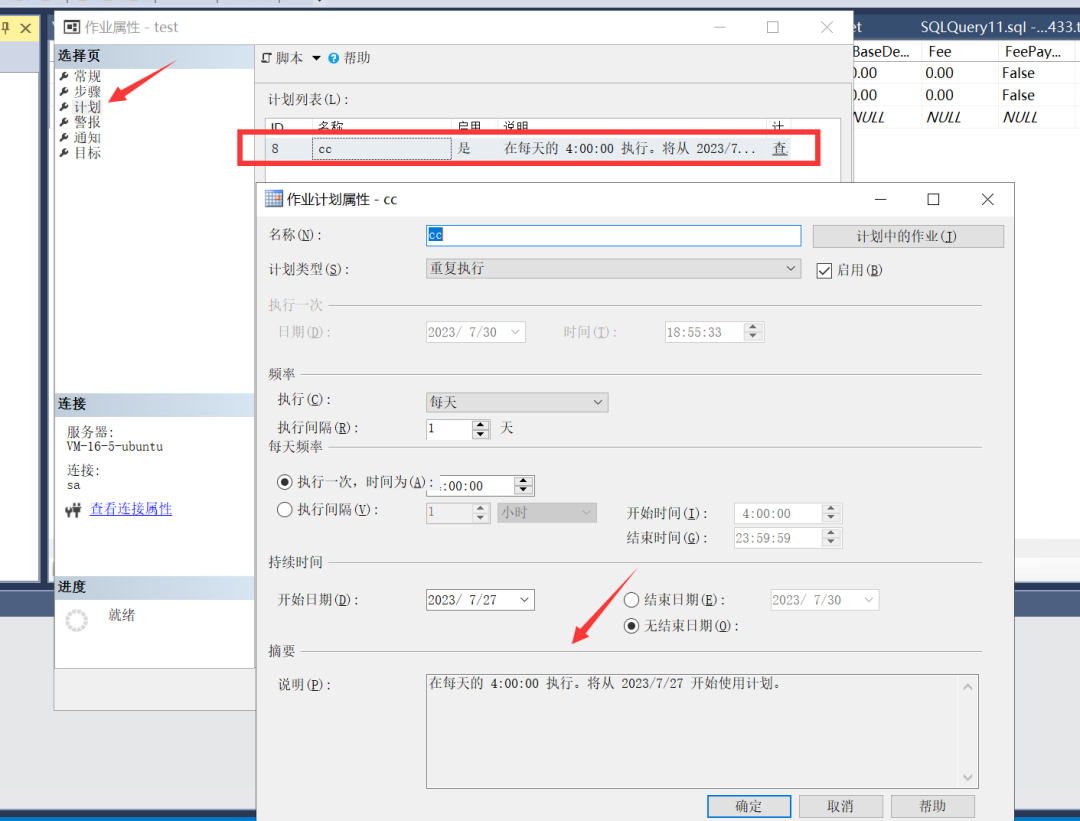 作业属性 - test
et
SQLQuery11.sql -...433.t
选择页
常规
步骤
计划
警报
通知
目标
脚本
帮助
BaseDe...
Fee
FeePay...
0.00
0.00
False
0.00
0.00
False
NULL
NULL
NULL
计划列表(L):
ID
名称
启用
说明
计
8
cc
是
在每天的 4:00:00 执行。将从 2023/7...
查
作业计划属性 - cc
名称(N):
cc
计划中的作业(J)
计划类型(S):
重复执行
启用(B)
执行一次
日期(D):
2023/ 7/30
时间(T):
18:55:33
频率
执行(C):
每天
执行间隔(R):
1
天
每天频率
执行一次，时间为(A):
:00:00
执行间隔(V):
1
小时
开始时间(I):
4:00:00
结束时间(G):
23:59:59
持续时间
开始日期(D):
2023/ 7/27
结束日期(E):
2023/ 7/30
无结束日期(O):
摘要
说明(P):
在每天的 4:00:00 执行。将从 2023/7/27 开始使用计划。
确定
取消
帮助
连接
服务器:
VM-16-5-ubuntu
连接:
sa
查看连接属性
进度
就绪